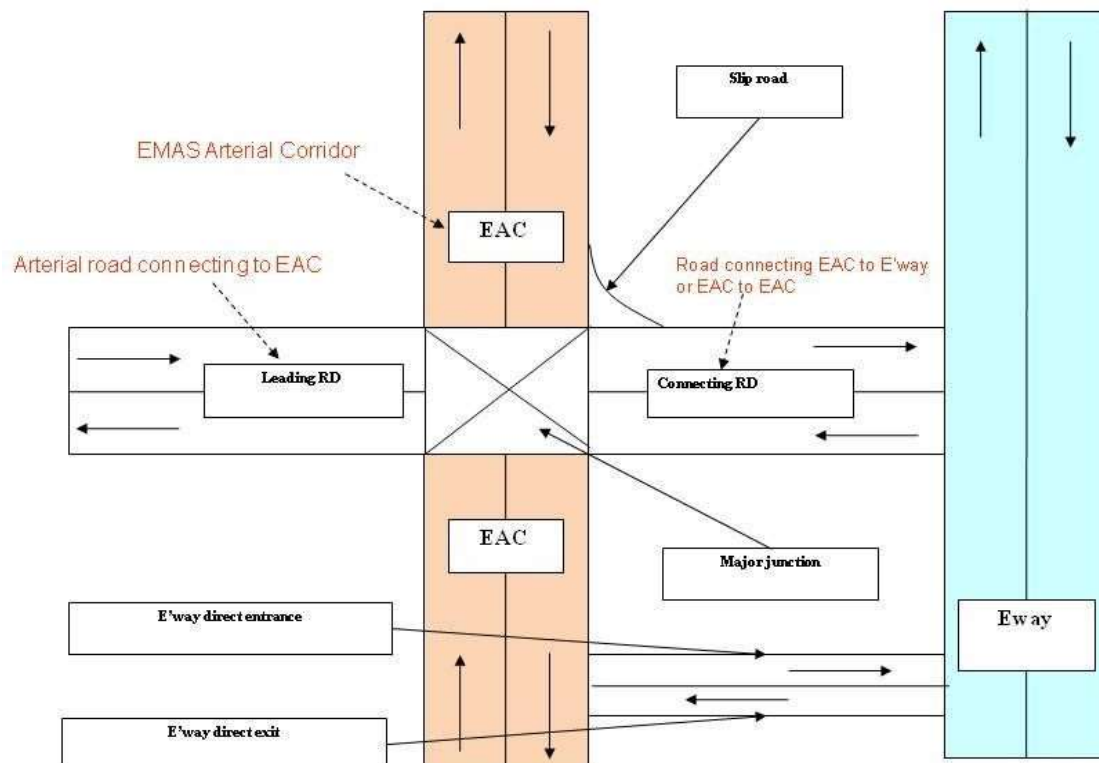 Slip road
EMAS Arterial Corridor
EAC
Arterial road connecting to EAC
Road connecting EAC to E'way
or EAC to EAC
Leading RD
Connecting RD
EAC
Major junction
E'way direct entrance
Eway
E'way direct exit